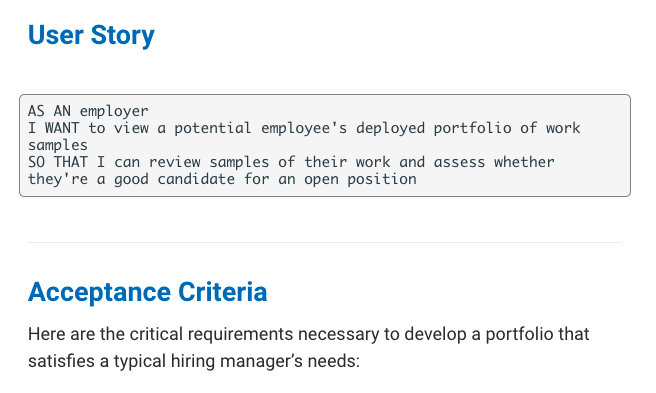 User Story
AS AN employer
I WANT to view a potential employee's deployed portfolio of work
samples
SO THAT I can review samples of their work and assess whether
they're a good candidate for an open position
Acceptance Criteria
Here are the critical requirements necessary to develop a portfolio that
satisfies a typical hiring manager’s needs: